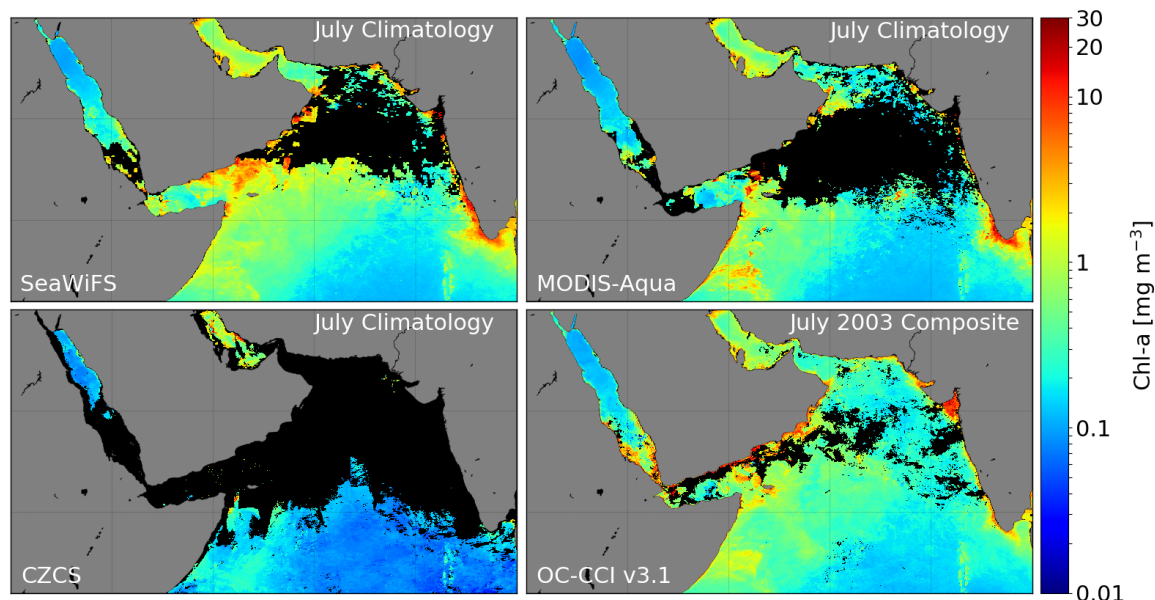 July Climatology
SeaWiFS
July Climatology
MODIS-Aqua
July Climatology
CZCS
July 2003 Composite
OC-CCI v3.1
30
20
10
1
0.1
0.01
Chl-a [mg m⁻³]